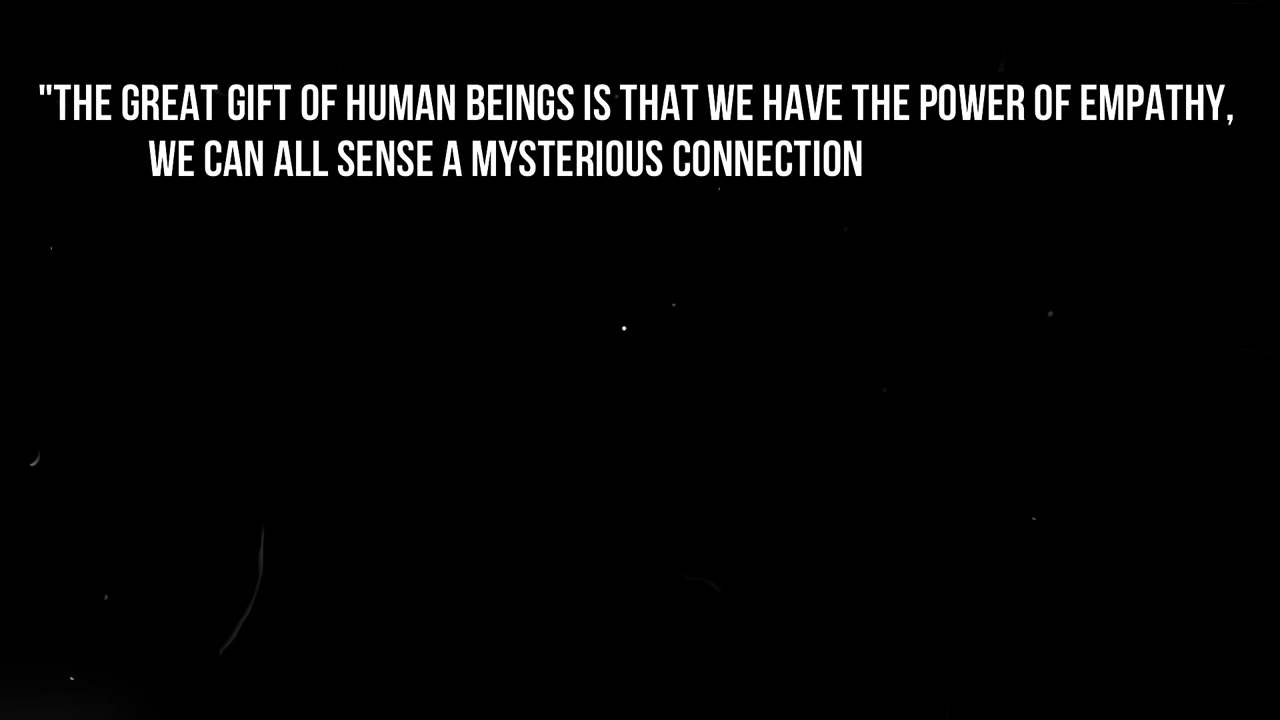 "THE GREAT GIFT OF HUMAN BEINGS IS THAT WE HAVE THE POWER OF EMPATHY,
WE CAN ALL SENSE A MYSTERIOUS CONNECTION